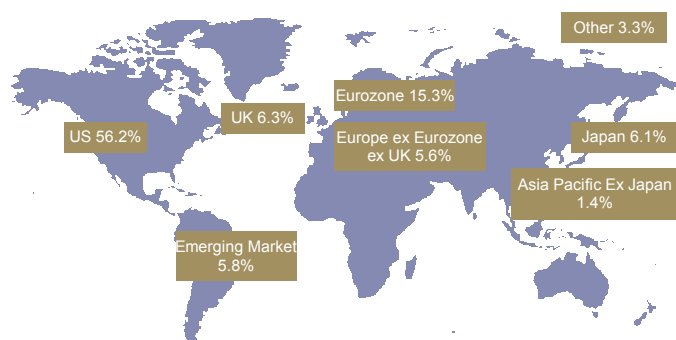 Other 3.3%
Eurozone 15.3%
UK 6.3%
US 56.2%
Europe ex Eurozone
ex UK 5.6%
Japan 6.1%
Asia Pacific Ex Japan
1.4%
Emerging Market
5.8%